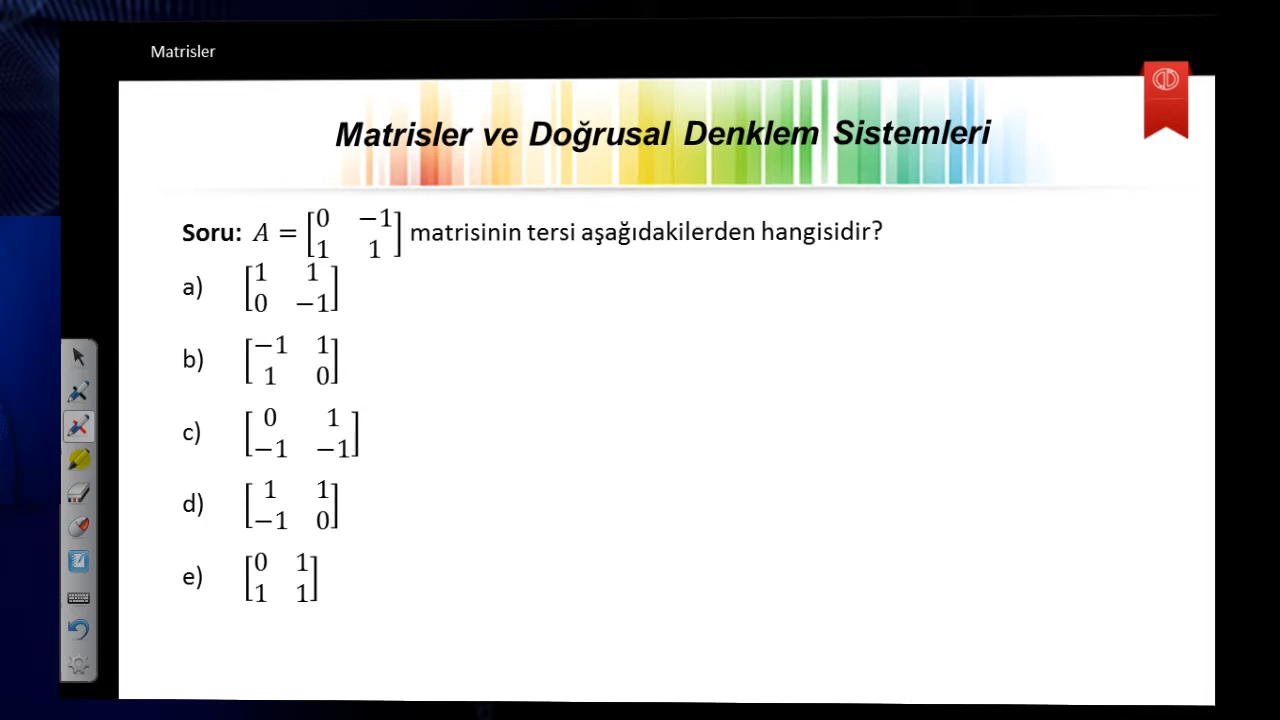 Matrisler
Matrisler ve Doğrusal Denklem Sistemleri
Soru: A = [0 −1; 1 1] matrisinin tersi aşağıdakilerden hangisidir?
a) [1 1; 0 −1]
b) [−1 1; 1 0]
c) [0 1; −1 −1]
d) [1 1; −1 0]
e) [0 1; 1 1]